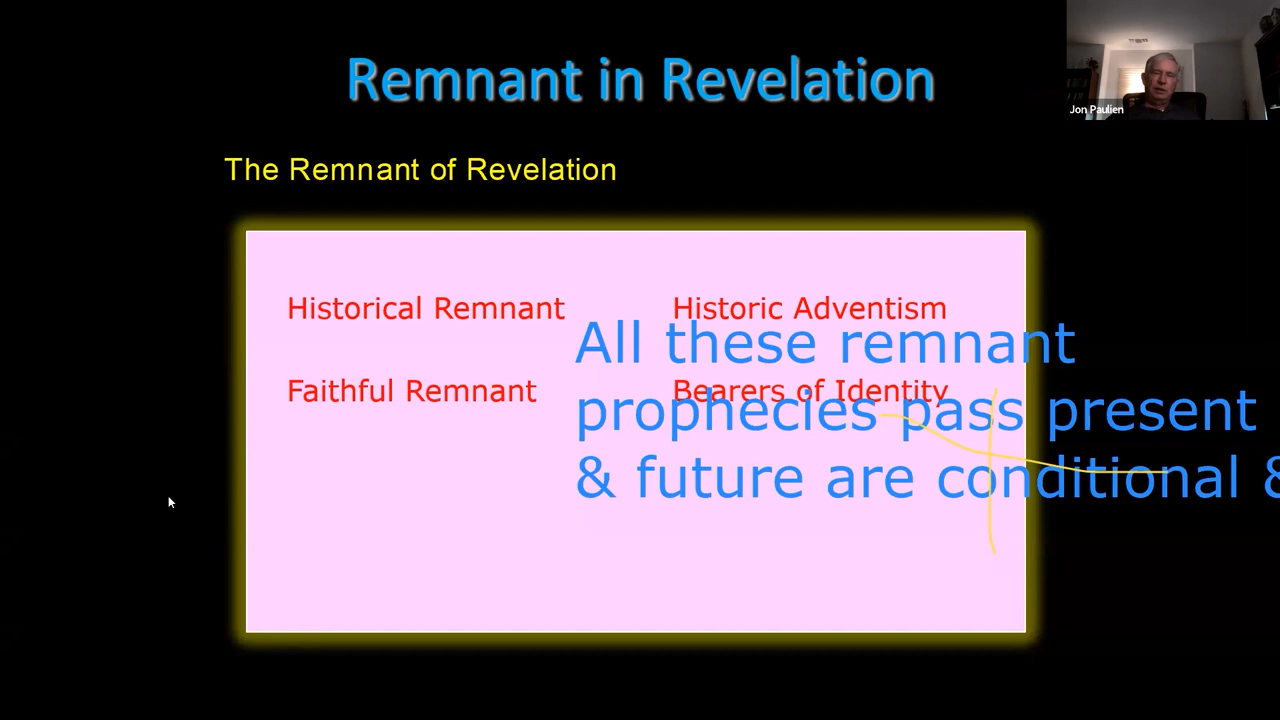 Remnant in Revelation
Jon Paulien
The Remnant of Revelation
Historical Remnant
Historic Adventism
Faithful Remnant
Bearers of Identity
All these remnant
prophecies pass present
& future are conditional &